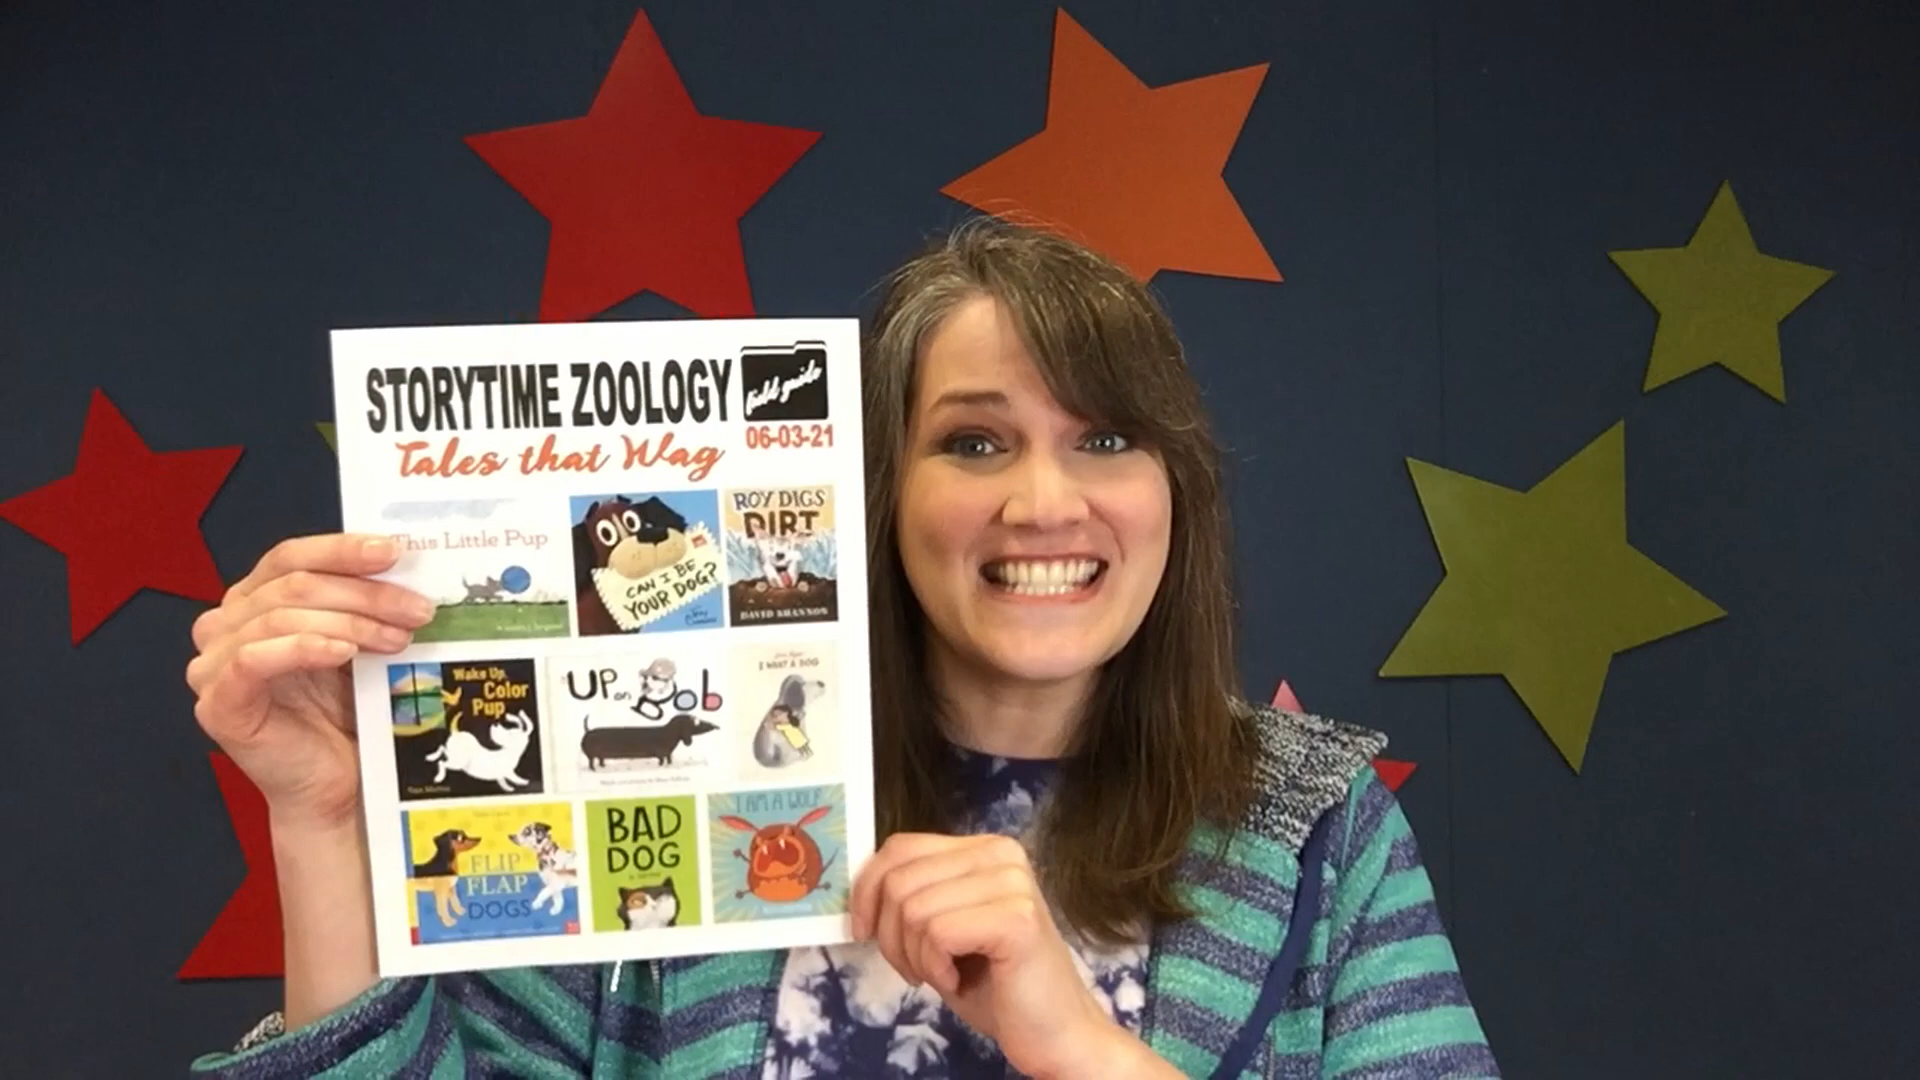 STORYTIME ZOOLOGY
field guide
Tales that Wag
06-03-21
This Little Pup
CAN I BE
YOUR DOG?
ROY DIGS
DIRT
DAVID SHANNON
Wake Up,
Color
Pup
UP on Bob
I WANT A DOG
FLIP
FLAP
DOGS
BAD
DOG
I AM A WOLF